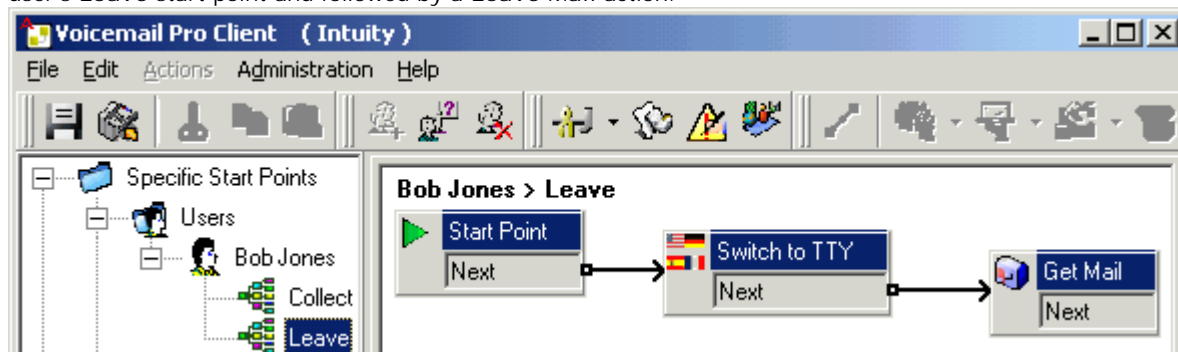 user's Leave start point and followed by a Leave Mail action.
Voicemail Pro Client ( Intuity )
File Edit Actions Administration Help
Specific Start Points
Users
Bob Jones
Collect
Leave
Bob Jones > Leave
Start Point
Next
Switch to TTY
Next
Get Mail
Next